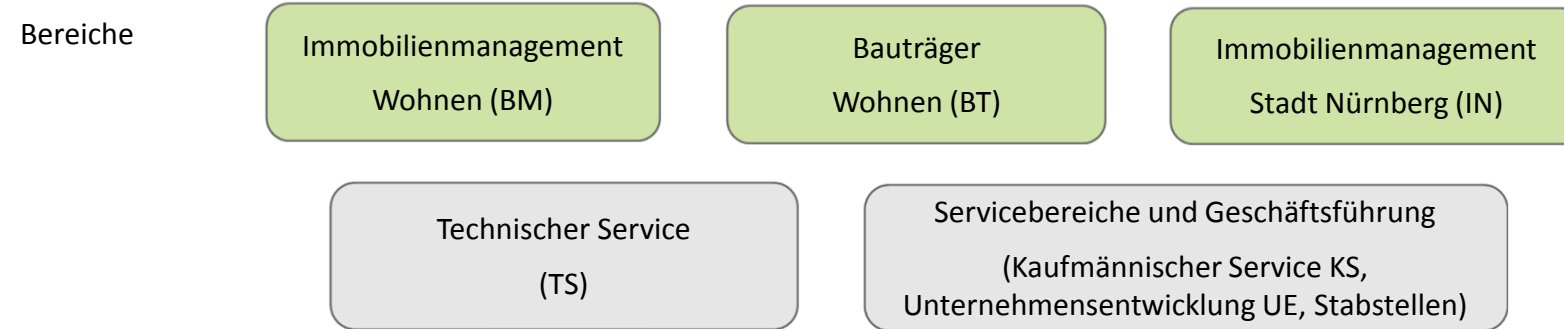 Bereiche
Immobilienmanagement
Wohnen (BM)
Bauträger
Wohnen (BT)
Immobilienmanagement
Stadt Nürnberg (IN)
Technischer Service
(TS)
Servicebereiche und Geschäftsführung
(Kaufmännischer Service KS,
Unternehmensentwicklung UE, Stabstellen)